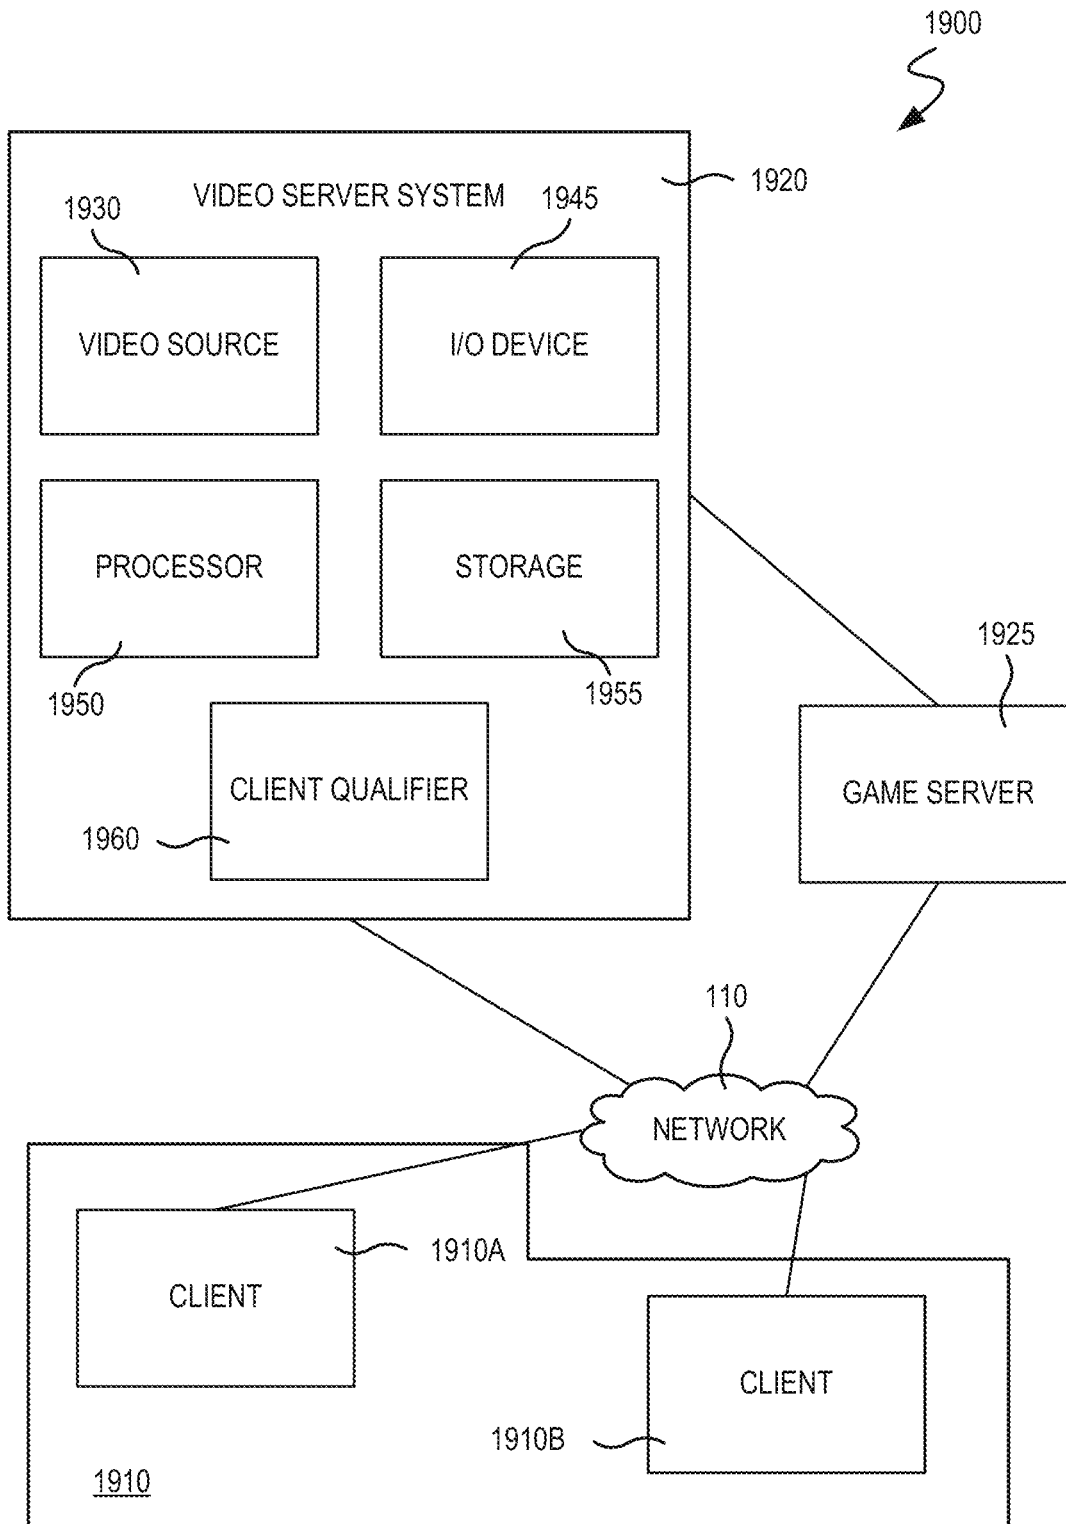 1900
VIDEO SERVER SYSTEM
1920
1930
1945
VIDEO SOURCE
I/O DEVICE
PROCESSOR
STORAGE
1950
1955
1925
CLIENT QUALIFIER
GAME SERVER
1960
110
NETWORK
1910A
CLIENT
CLIENT
1910B
1910